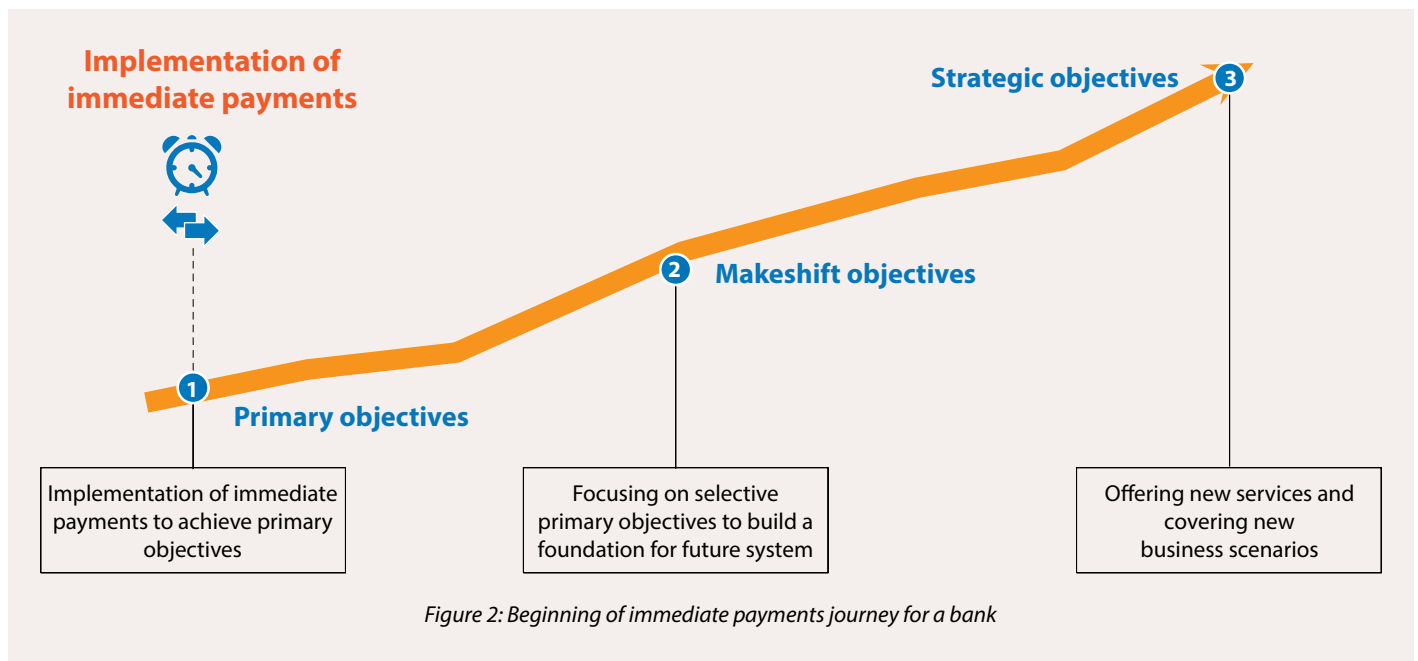 Implementation of
immediate payments
Strategic objectives
3
2
Makeshift objectives
1
Primary objectives
Implementation of immediate
payments to achieve primary
objectives
Focusing on selective
primary objectives to build a
foundation for future system
Offering new services and
covering new
business scenarios
Figure 2: Beginning of immediate payments journey for a bank